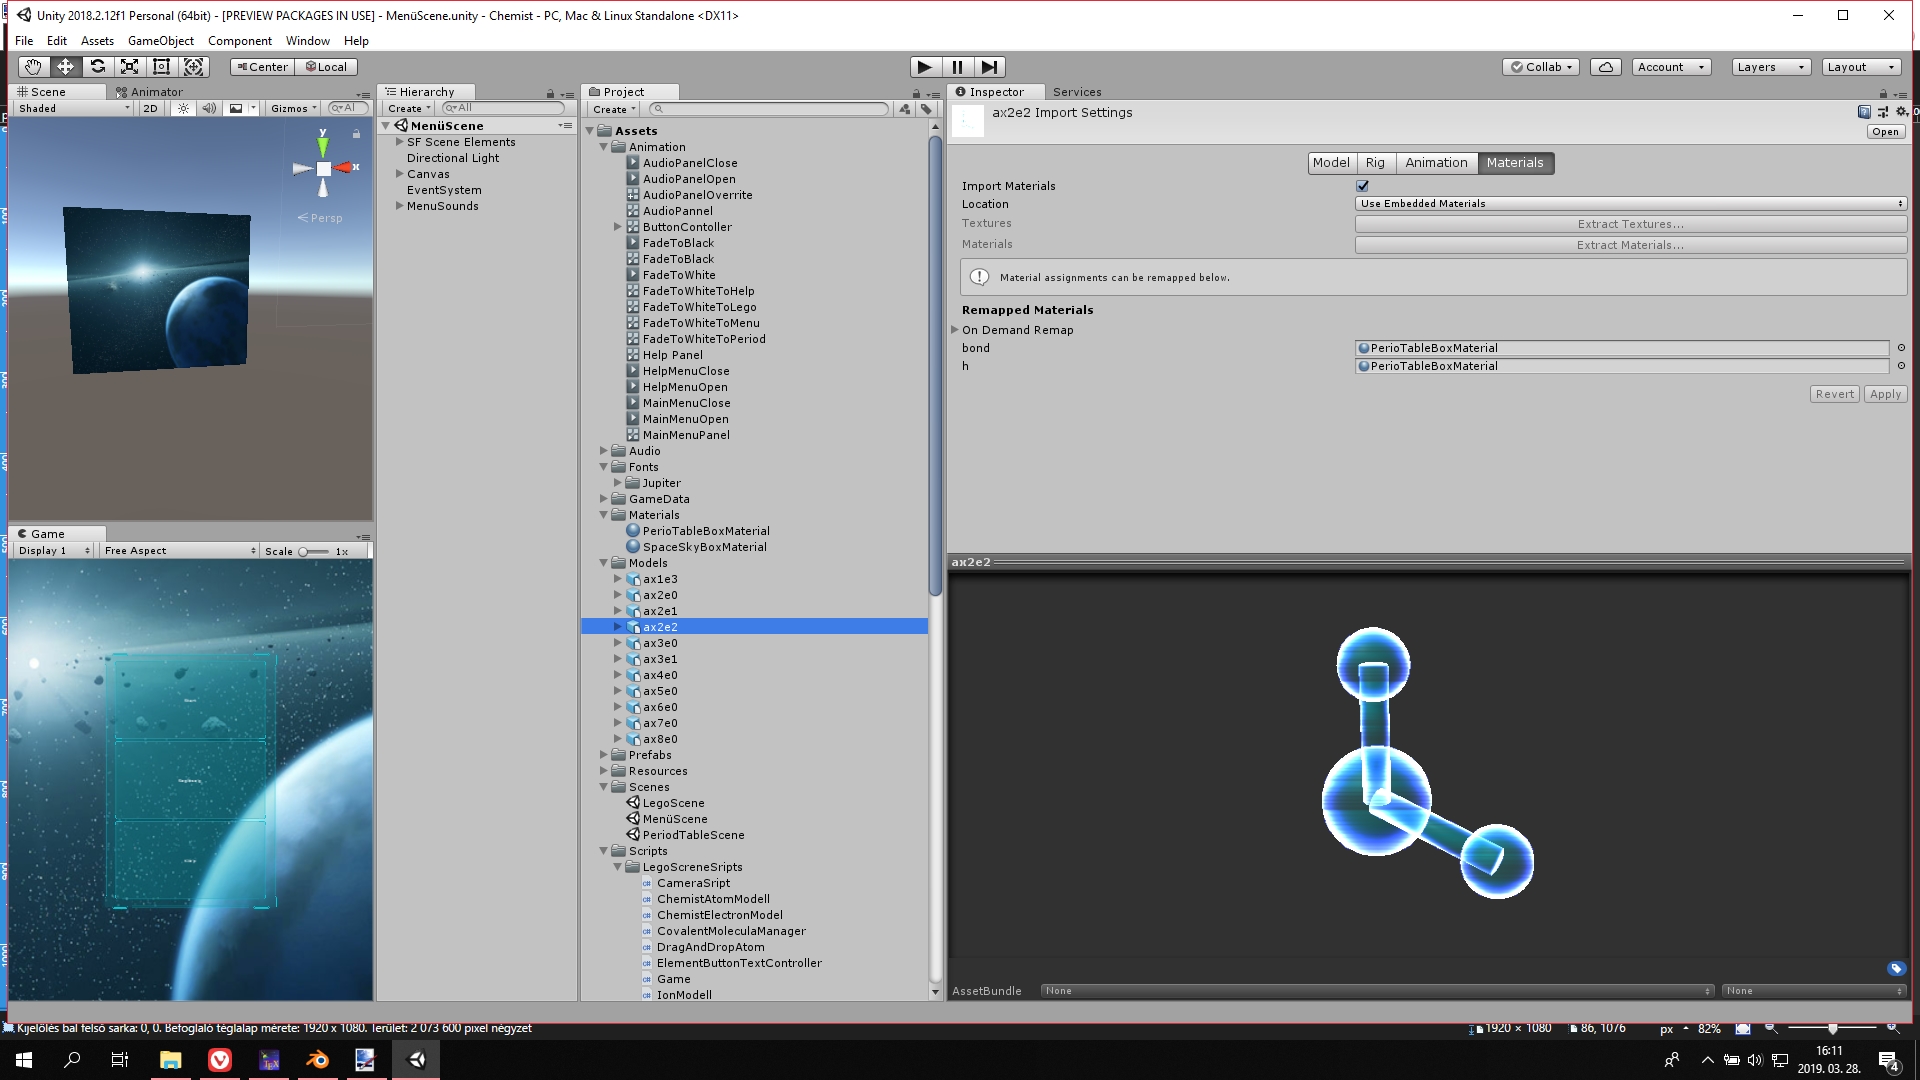 Unity 2018.2.12f1 Personal (64bit) - [PREVIEW PACKAGES IN USE] - MenüScene.unity - Chemist - PC, Mac & Linux Standalone <DX11>
File Edit Assets GameObject Component Window Help
Center Local Collab Account Layers Layout
Scene Animator
Shaded 2D Gizmos All
y
x
Persp
Game
Display 1 Free Aspect Scale 1x
Start
Hierarchy
Create All
MenüScene
SF Scene Elements
Directional Light
Canvas
EventSystem
MenuSounds
Project
Create
Assets
Animation
AudioPanelClose
AudioPanelOpen
AudioPanelOverrite
AudioPannel
ButtonContoller
FadeToBlack
FadeToBlack
FadeToWhite
FadeToWhiteToHelp
FadeToWhiteToLego
FadeToWhiteToMenu
FadeToWhiteToPeriod
Help Panel
HelpMenuClose
HelpMenuOpen
MainMenuClose
MainMenuOpen
MainMenuPanel
Audio
Fonts
Jupiter
GameData
Materials
PerioTableBoxMaterial
SpaceSkyBoxMaterial
Models
ax1e3
ax2e0
ax2e1
ax2e2
ax3e0
ax3e1
ax4e0
ax5e0
ax6e0
ax7e0
ax8e0
Prefabs
Resources
Scenes
LegoScene
MenüScene
PeriodTableScene
Scripts
LegoScreneSripts
CameraSript
ChemistAtomModell
ChemistElectronModel
CovalentMoleculaManager
DragAndDropAtom
ElementButtonTextController
Game
IonModell
Inspector Services
ax2e2 Import Settings
Open
Model Rig Animation Materials
Import Materials
Location Use Embedded Materials
Textures Extract Textures...
Materials Extract Materials...
Material assignments can be remapped below.
Remapped Materials
On Demand Remap
bond PerioTableBoxMaterial
h PerioTableBoxMaterial
Revert Apply
ax2e2
AssetBundle None None
Kijelölés bal felső sarka: 0, 0. Befoglaló téglalap mérete: 1920 x 1080. Terület: 2 073 600 pixel négyzet
1920 × 1080 86, 1076 px 82%
16:11
2019. 03. 28.
4